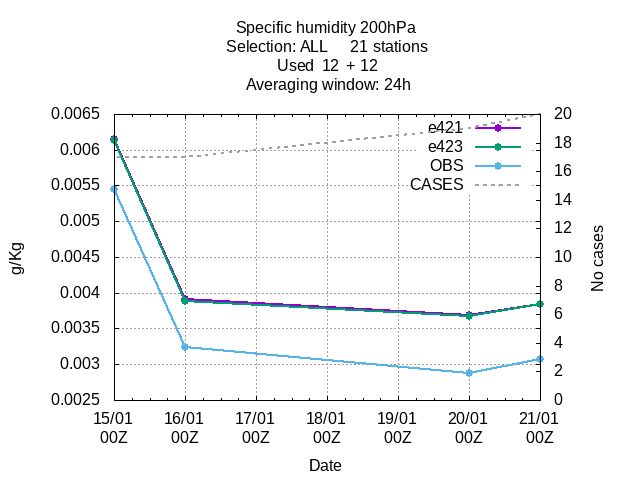 Specific humidity 200hPa
Selection: ALL     21 stations
Used  12 + 12
Averaging window: 24h
0.0065
0.006
0.0055
0.005
0.0045
0.004
0.0035
0.003
0.0025
20
18
16
14
12
10
8
6
4
2
0
e421
e423
OBS
CASES
g/Kg
No cases
15/01 16/01 17/01 18/01 19/01 20/01 21/01
00Z 00Z 00Z 00Z 00Z 00Z 00Z
Date